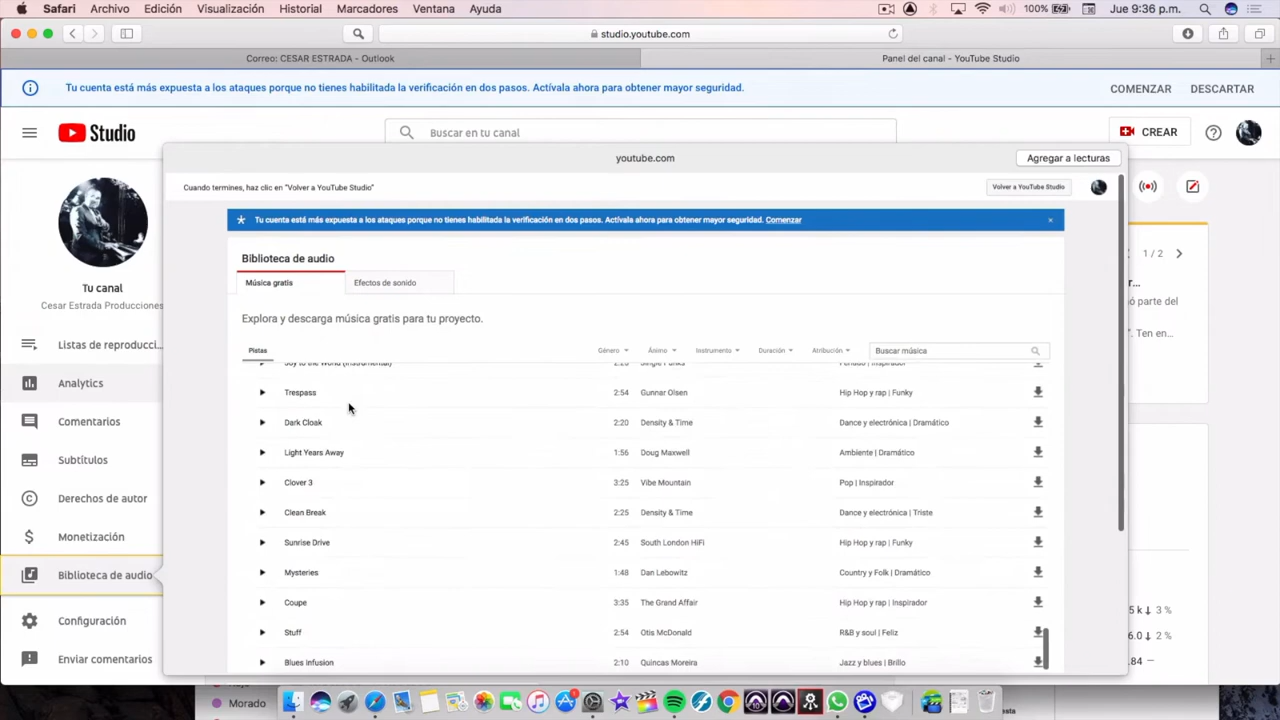 Safari Archivo Edición Visualización Historial Marcadores Ventana Ayuda 100% Jue 9:36 p.m.
studio.youtube.com
Correo: CESAR ESTRADA - Outlook Panel del canal - YouTube Studio
Tu cuenta está más expuesta a los ataques porque no tienes habilitada la verificación en dos pasos. Actívala ahora para obtener mayor seguridad. COMENZAR DESCARTAR
Studio Buscar en tu canal CREAR
youtube.com Agregar a lecturas
Cuando termines, haz clic en "Volver a YouTube Studio" Volver a YouTube Studio
Tu cuenta está más expuesta a los ataques porque no tienes habilitada la verificación en dos pasos. Actívala ahora para obtener mayor seguridad. Comenzar
Biblioteca de audio
Música gratis Efectos de sonido
Explora y descarga música gratis para tu proyecto.
Pistas Género Ánimo Instrumento Duración Atribución Buscar música
Trespass 2:54 Gunnar Olsen Hip Hop y rap | Funky
Dark Cloak 2:20 Density & Time Dance y electrónica | Dramático
Light Years Away 1:56 Doug Maxwell Ambiente | Dramático
Clover 3 3:25 Vibe Mountain Pop | Inspirador
Clean Break 2:25 Density & Time Dance y electrónica | Triste
Sunrise Drive 2:45 South London HiFi Hip Hop y rap | Funky
Mysteries 1:48 Dan Lebowitz Country y Folk | Dramático
Coupe 3:35 The Grand Affair Hip Hop y rap | Inspirador
Stuff 2:54 Otis McDonald R&B y soul | Feliz
Blues Infusion 2:10 Quincas Moreira Jazz y blues | Brillo
Tu canal
Cesar Estrada Producciones
Listas de reproducci...
Analytics
Comentarios
Subtítulos
Derechos de autor
Monetización
Biblioteca de audio
Configuración
Enviar comentarios
1 / 2
ó parte del
". Ten en...
5 k 3 %
6.0 2 %
.84 —
Morado